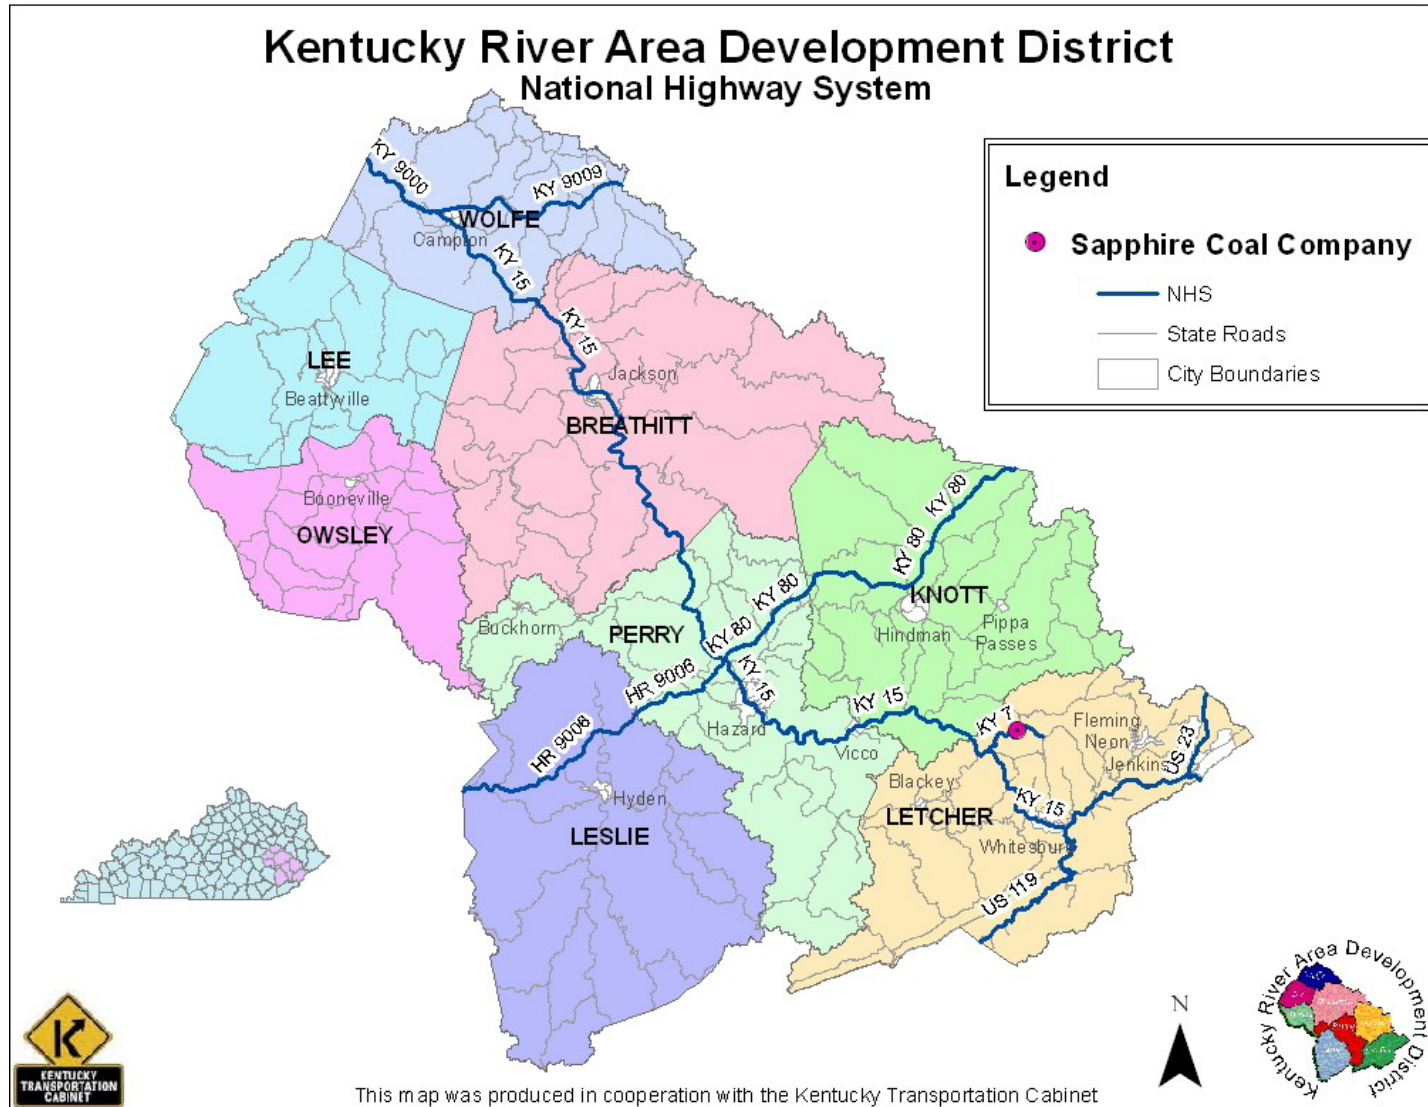 Kentucky River Area Development District
National Highway System
Legend
Sapphire Coal Company
NHS
State Roads
City Boundaries
KY 9000
KY 9009
WOLFE
Campton
KY 15
KY 15
LEE
Beattyville
Jackson
BREATHITT
Booneville
OWSLEY
KY 80
KY 80
KNOTT
Hindman
Pippa
Passes
KY 80
KY 80
Buckhorn
PERRY
HR 9006
HR 9006
KY 15
Hazard
KY 15
Vicco
KY 7
Fleming
Neon
Jenkins
US 23
Blackey
LETCHER
KY 15
Whitesburg
US 119
Hyden
LESLIE
KENTUCKY
TRANSPORTATION
CABINET
N
Kentucky River Area Development District
This map was produced in cooperation with the Kentucky Transportation Cabinet